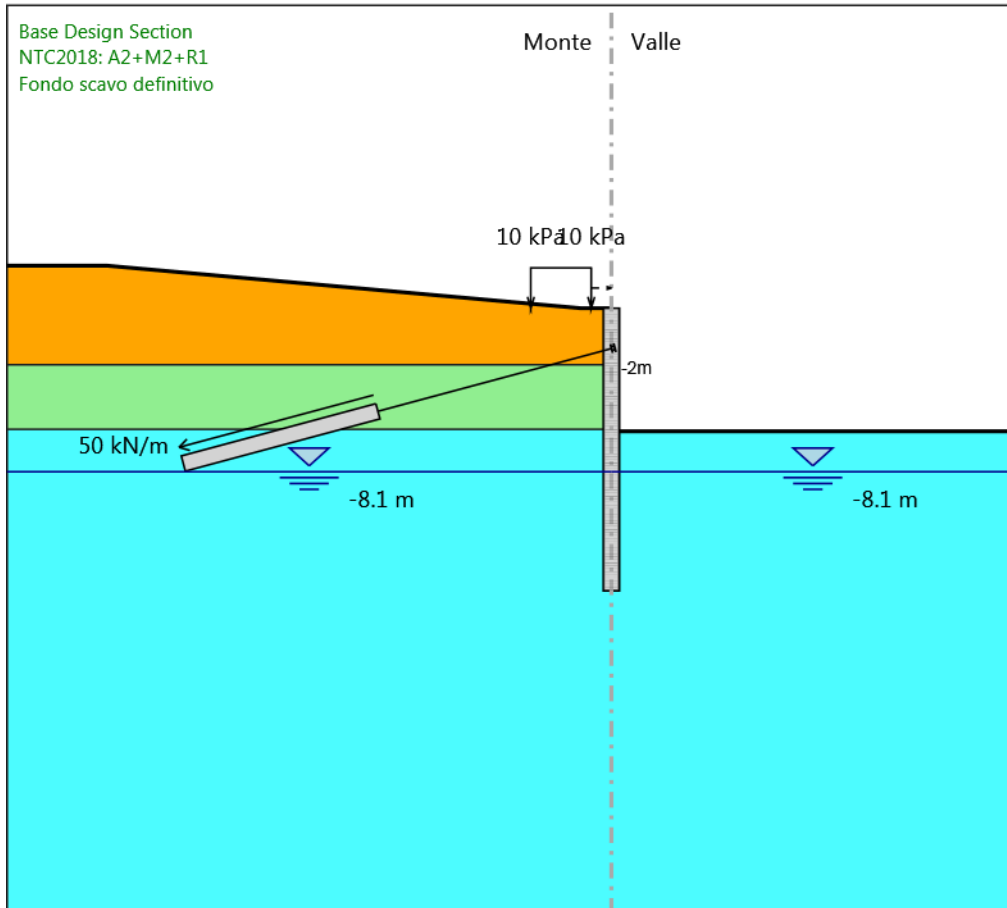 Base Design Section
NTC2018: A2+M2+R1
Fondo scavo definitivo
Monte
Valle
10 kPa
10 kPa
-2m
50 kN/m
-8.1 m
-8.1 m